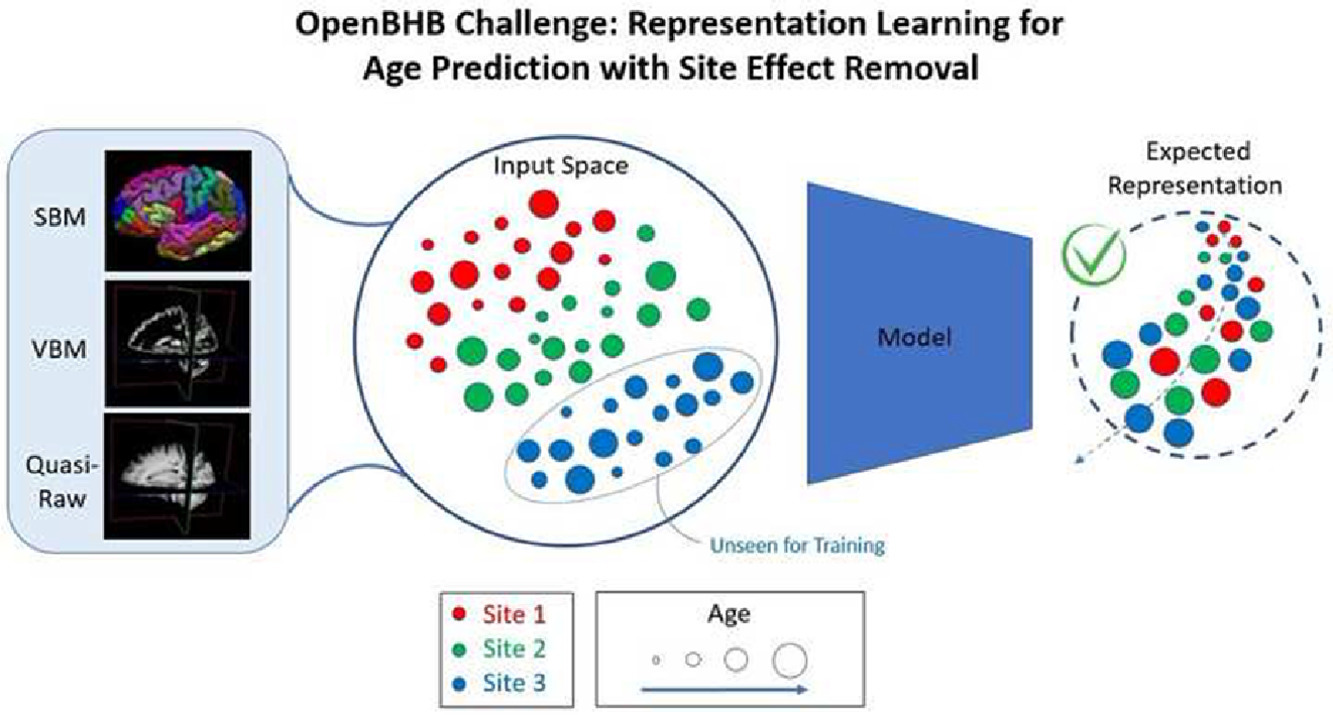 OpenBHB Challenge: Representation Learning for
Age Prediction with Site Effect Removal
SBM
VBM
Quasi-
Raw
Input Space
Unseen for Training
Model
Expected
Representation
Site 1
Site 2
Site 3
Age